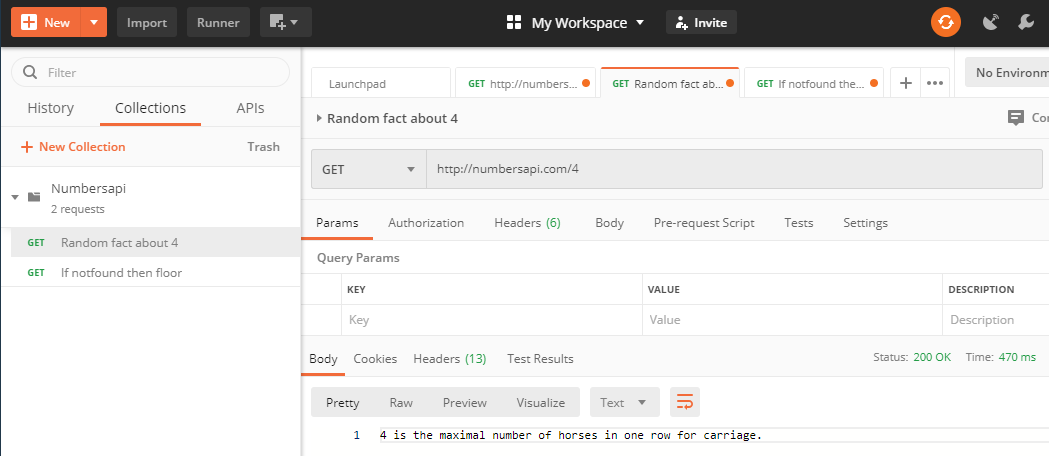 New Import Runner My Workspace Invite
Filter
Launchpad GET http://numbers... GET Random fact ab... GET If notfound the... No Environm
History Collections APIs
Random fact about 4 Co
New Collection Trash
GET http://numbersapi.com/4
Numbersapi
2 requests
Params Authorization Headers (6) Body Pre-request Script Tests Settings
GET Random fact about 4
Query Params
GET If notfound then floor
KEY VALUE DESCRIPTION
Key Value Description
Body Cookies Headers (13) Test Results Status: 200 OK Time: 470 ms
Pretty Raw Preview Visualize Text
1 4 is the maximal number of horses in one row for carriage.